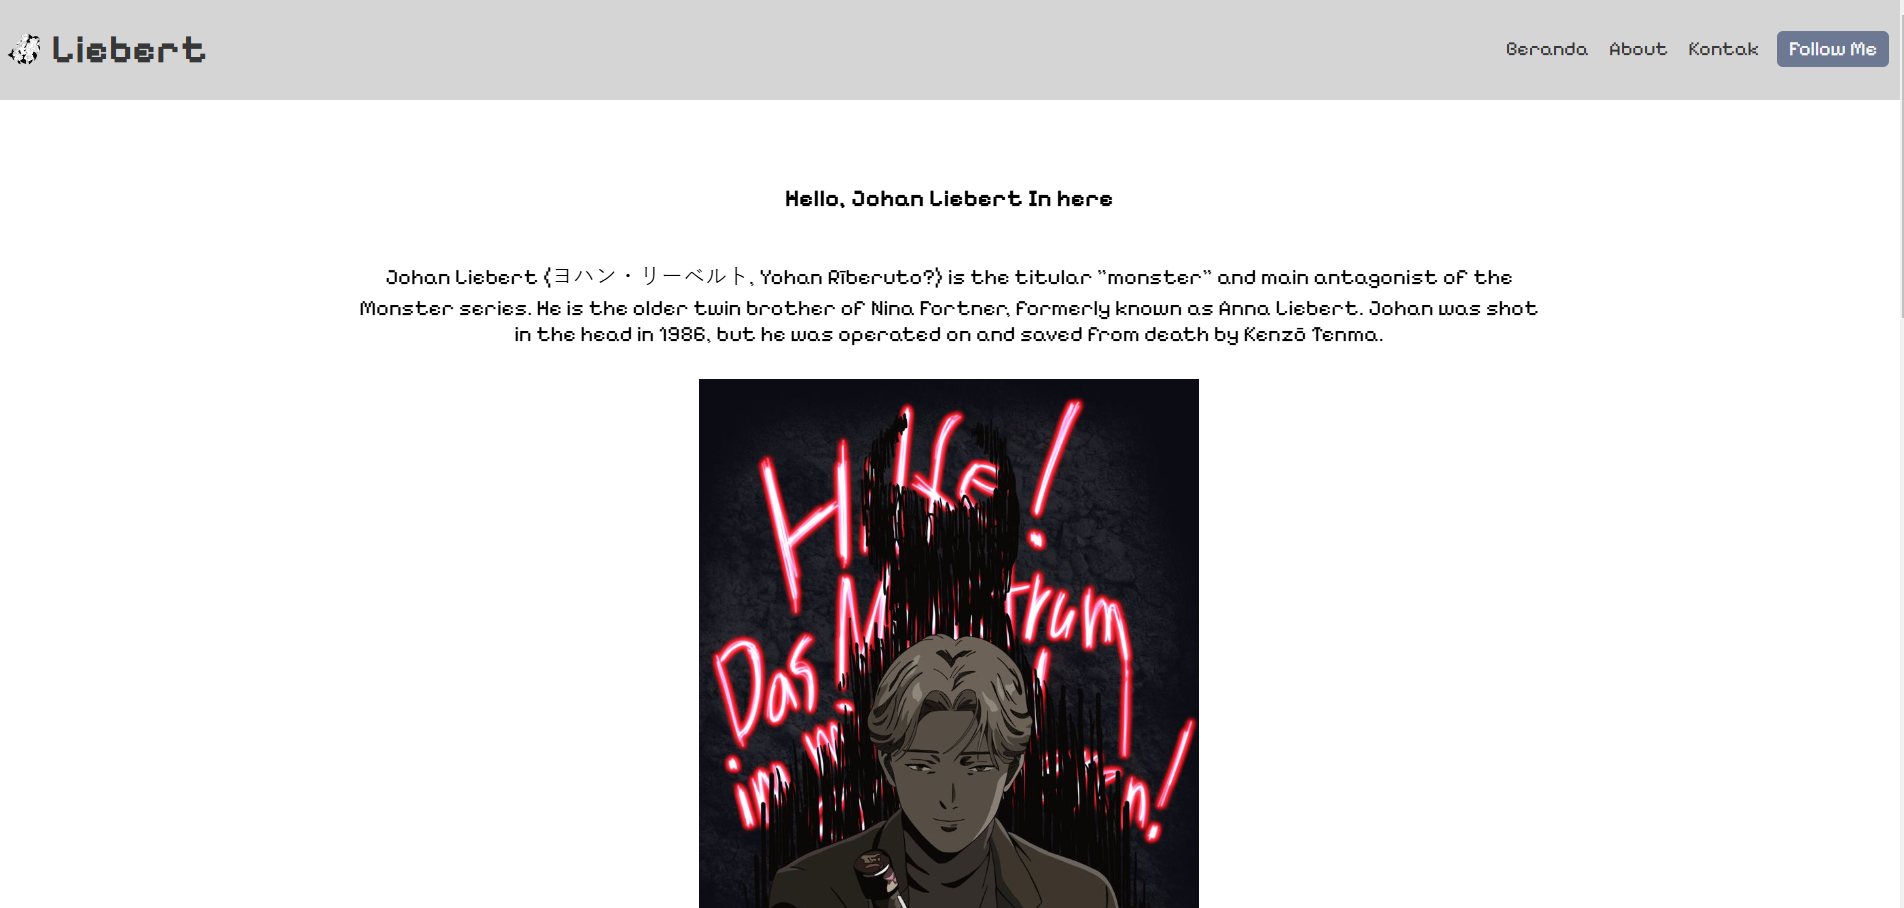 Liebert
Beranda About Kontak Follow Me
Hello, Johan Liebert In here
Johan Liebert (ヨハン・リーベルト, Yohan Rīberuto?) is the titular "monster" and main antagonist of the
Monster series. He is the older twin brother of Nina Fortner, formerly known as Anna Liebert. Johan was shot
in the head in 1986, but he was operated on and saved from death by Kenzō Tenma.
Das
im